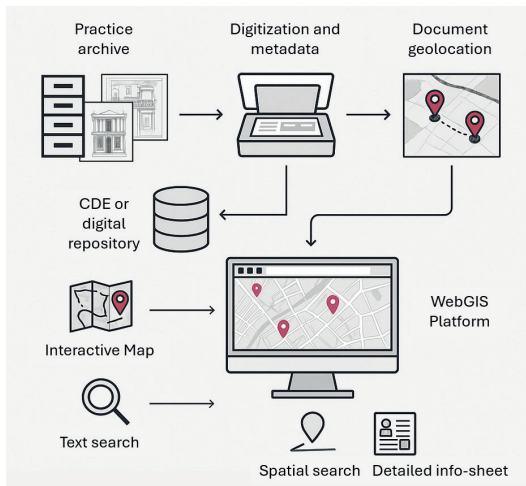 Practice
archive
Digitization and
metadata
Document
geolocation
CDE or
digital
repository
WebGIS
Platform
Interactive Map
Text search
Spatial search
Detailed info-sheet